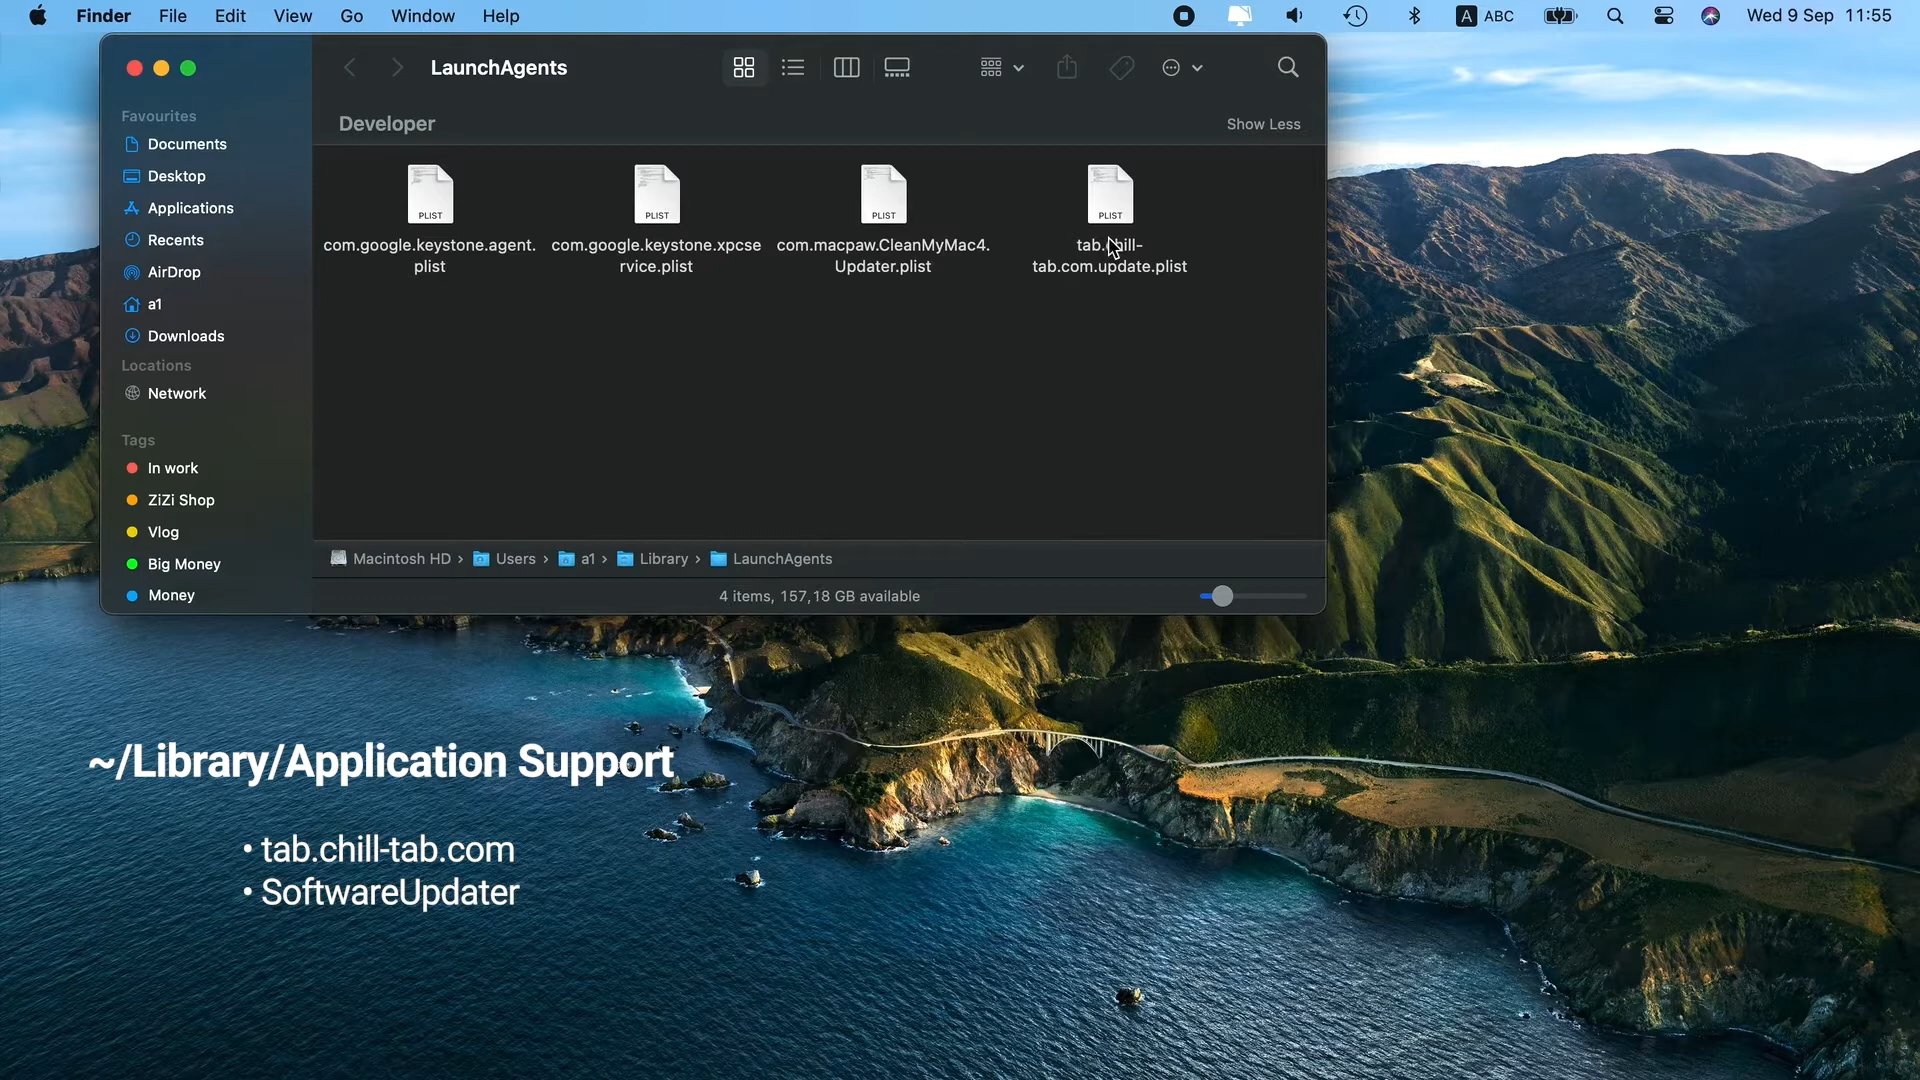 Finder File Edit View Go Window Help A ABC Wed 9 Sep 11:55
LaunchAgents
Favourites
Documents
Desktop
Applications
Recents
AirDrop
a1
Downloads
Locations
Network
Tags
In work
ZiZi Shop
Vlog
Big Money
Money
Developer Show Less
PLIST PLIST PLIST PLIST
com.google.keystone.agent.
plist
com.google.keystone.xpcse
rvice.plist
com.macpaw.CleanMyMac4.
Updater.plist
tab.chill-
tab.com.update.plist
Macintosh HD › Users › a1 › Library › LaunchAgents
4 items, 157,18 GB available
~/Library/Application Support
• tab.chill-tab.com
• SoftwareUpdater